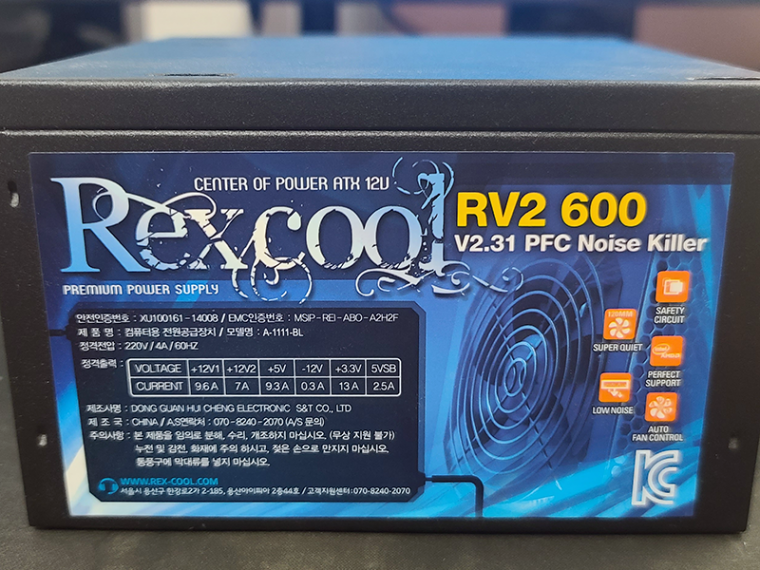 CENTER OF POWER ATX 12V
Rexcool
PREMIUM POWER SUPPLY
RV2 600
V2.31 PFC Noise Killer
안전인증번호 : XU100161-14008 / EMC인증번호 : MSIP-REI-ABO-A2H2F
제 품 명 : 컴퓨터용 전원공급장치 / 모델명 : A-1111-BL
정격전압 : 220V / 4A / 60HZ
정격출력 :
VOLTAGE +12V1 +12V2 +5V -12V +3.3V 5VSB
CURRENT 9.6A 7A 9.3A 0.3A 13A 2.5A
제조사명 : DONG GUAN HUI CHENG ELECTRONIC S&T CO., LTD
제 조 국 : CHINA / A,S연락처 : 070-8240-2070 (A/S 문의)
주의사항 : 본 제품을 임의로 분해, 수리, 개조하지 마십시오. (무상 지원 불가)
누전 및 감전, 화재에 주의 하시고, 젖은 손으로 만지지 마십시오.
통풍구에 막대류를 넣지 마십시오.
WWW.REX-COOL.COM
서울시 용산구 한강로2가 2-185, 용산아이피아 2층44호 / 고객지원센터 : 070-8240-2070
SAFETY
CIRCUIT
SUPER QUIET
PERFECT
SUPPORT
LOW NOISE
AUTO
FAN CONTROL